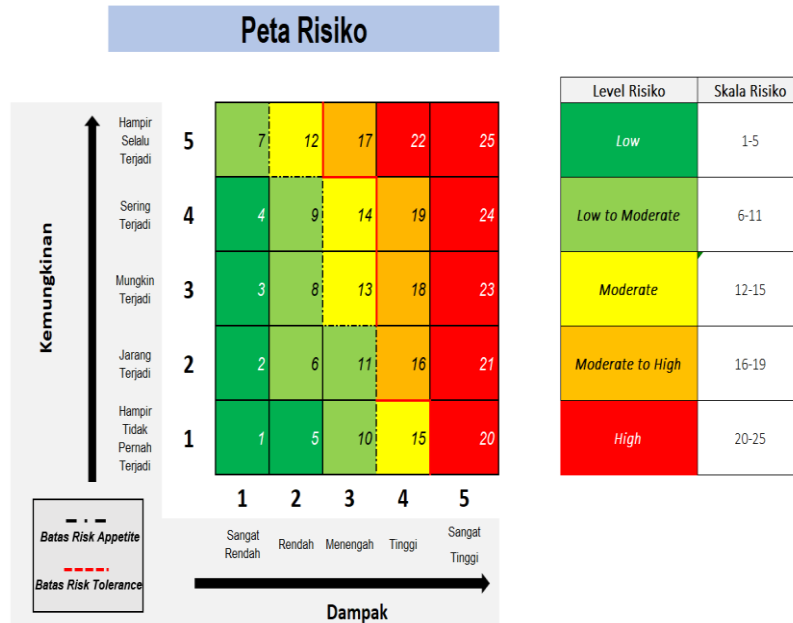 Peta Risiko
Kemungkinan
Hampir
Selalu
Terjadi
5
7 12 17 22 25
Sering
Terjadi
4
4 9 14 19 24
Mungkin
Terjadi
3
3 8 13 18 23
Jarang
Terjadi
2
2 6 11 16 21
Hampir
Tidak
Pernah
Terjadi
1
1 5 10 15 20
1 2 3 4 5
Sangat
Rendah
Rendah
Menengah
Tinggi
Sangat
Tinggi
Dampak
Batas Risk Appetite
Batas Risk Tolerance
Level Risiko Skala Risiko
Low 1-5
Low to Moderate 6-11
Moderate 12-15
Moderate to High 16-19
High 20-25